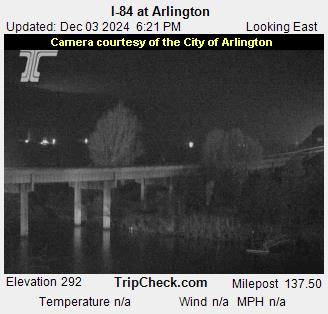 I-84 at Arlington
Updated: Dec 03 2024 6:21 PM Looking East
Camera courtesy of the City of Arlington
Elevation 292 TripCheck.com Milepost 137.50
Temperature n/a Wind n/a MPH n/a